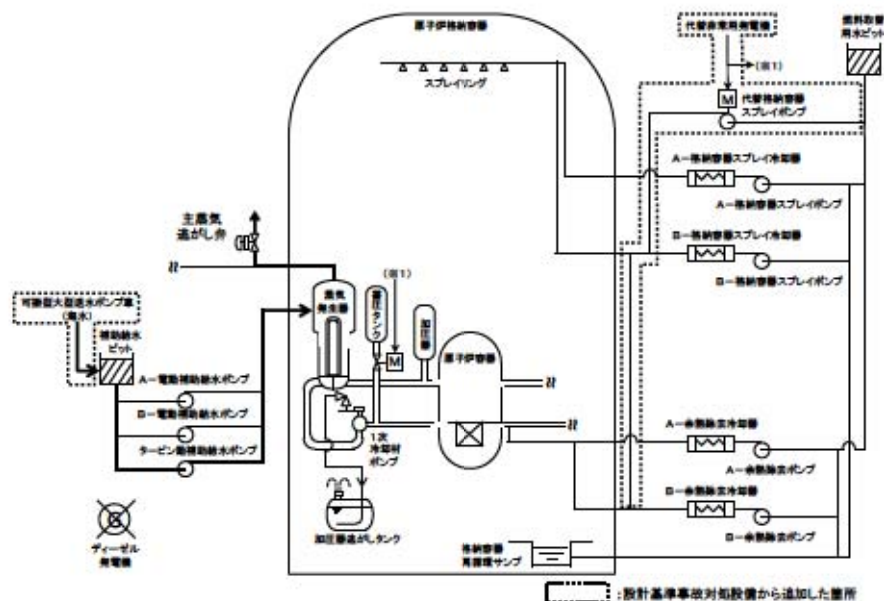 原子炉格納容器
スプレイリング
代替非常用発電機
(※1)
燃料取替
用水ピット
代替格納容器
スプレイポンプ
M
A-格納容器スプレイ冷却器
A-格納容器スプレイポンプ
B-格納容器スプレイ冷却器
B-格納容器スプレイポンプ
主蒸気
逃がし弁
(※1)
可搬型大型送水ポンプ車
(海水)
補助給水
ピット
蒸気
発生器
蓄圧タンク
M
加圧器
原子炉容器
A-電動補助給水ポンプ
B-電動補助給水ポンプ
タービン動補助給水ポンプ
1次
冷却材
ポンプ
A-余熱除去冷却器
A-余熱除去ポンプ
B-余熱除去冷却器
B-余熱除去ポンプ
ディーゼル
発電機
加圧器逃がしタンク
格納容器
再循環サンプ
:設計基準事故対処設備から追加した箇所